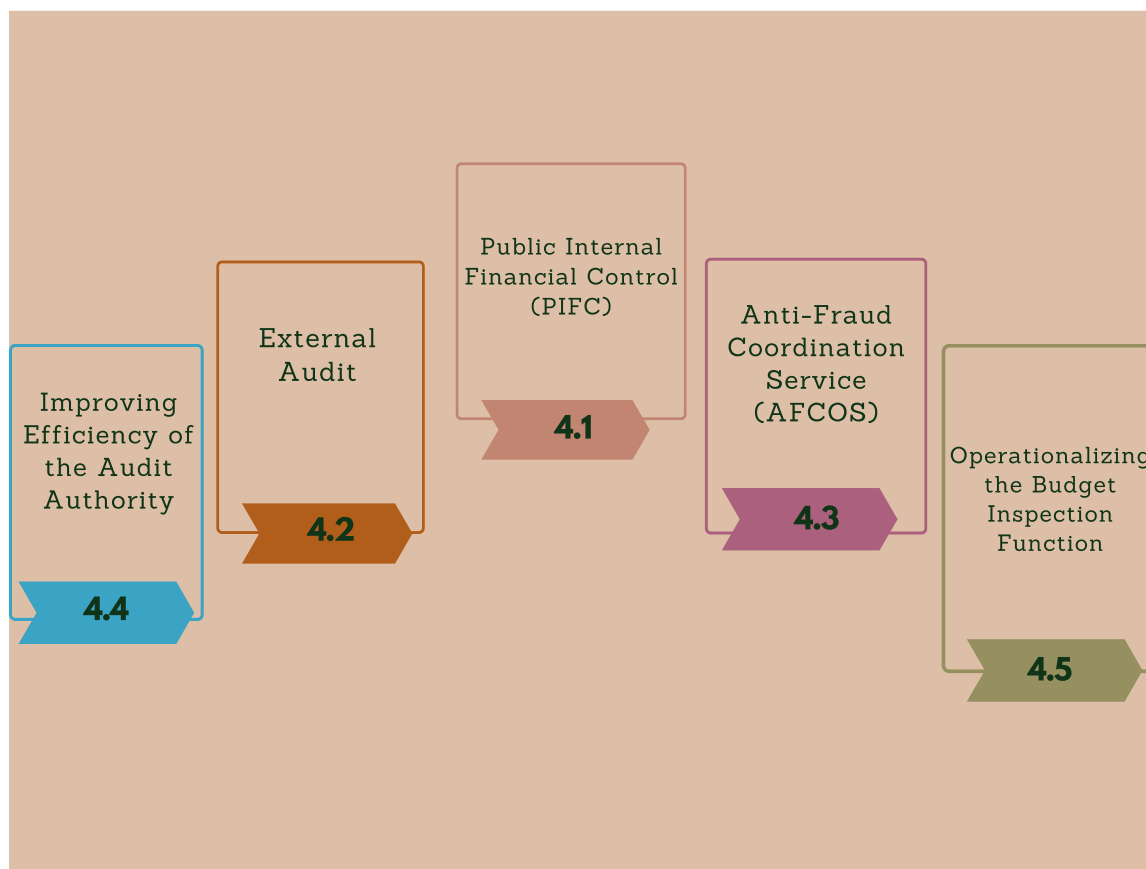 Improving
Efficiency of
the Audit
Authority
4.4
External
Audit
4.2
Public Internal
Financial Control
(PIFC)
4.1
Anti-Fraud
Coordination
Service
(AFCOS)
4.3
Operationalizing
the Budget
Inspection
Function
4.5